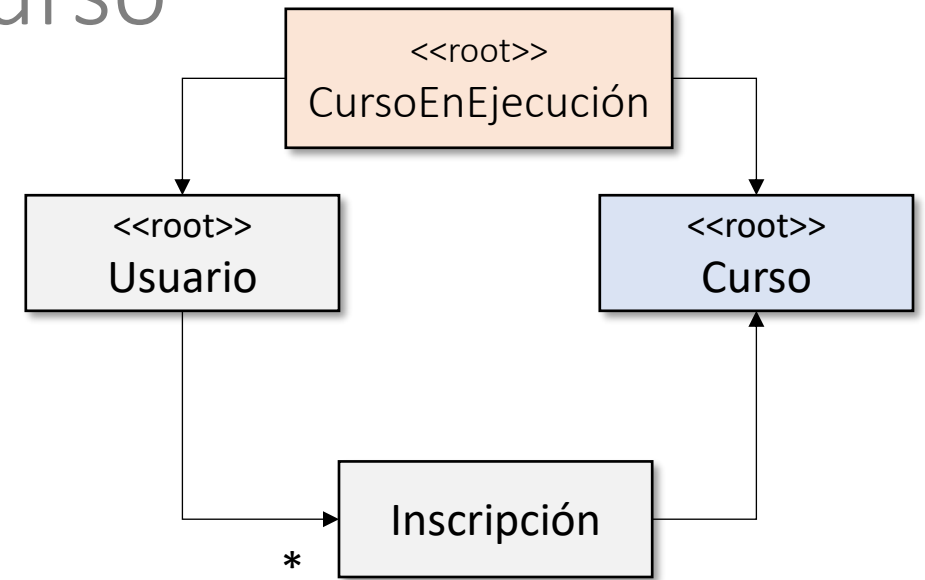 urso
<<root>>
CursoEnEjecución
<<root>>
Usuario
<<root>>
Curso
Inscripción
*